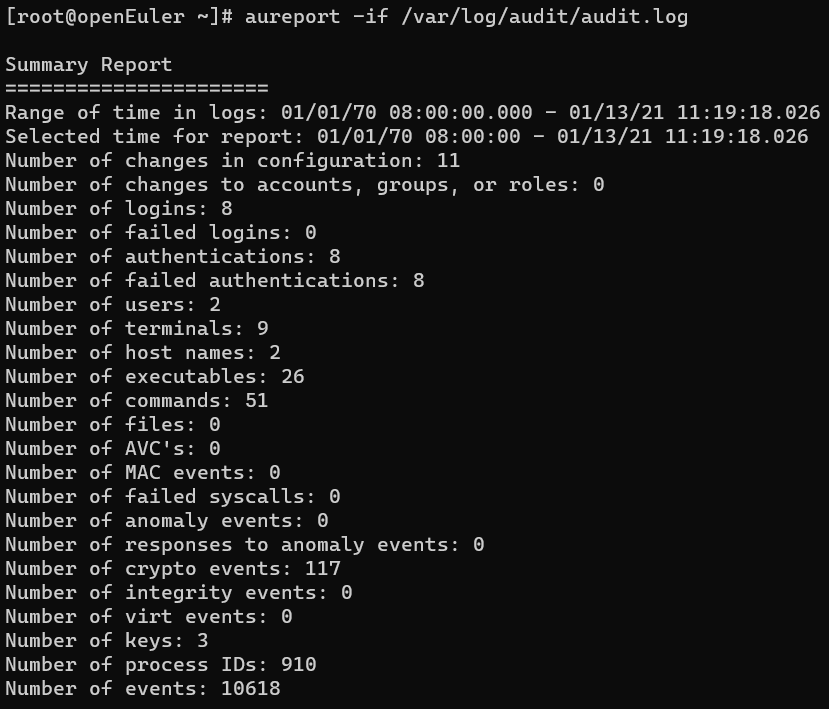 [root@openEuler ~]# aureport -if /var/log/audit/audit.log
Summary Report
======================
Range of time in logs: 01/01/70 08:00:00.000 - 01/13/21 11:19:18.026
Selected time for report: 01/01/70 08:00:00 - 01/13/21 11:19:18.026
Number of changes in configuration: 11
Number of changes to accounts, groups, or roles: 0
Number of logins: 8
Number of failed logins: 0
Number of authentications: 8
Number of failed authentications: 8
Number of users: 2
Number of terminals: 9
Number of host names: 2
Number of executables: 26
Number of commands: 51
Number of files: 0
Number of AVC's: 0
Number of MAC events: 0
Number of failed syscalls: 0
Number of anomaly events: 0
Number of responses to anomaly events: 0
Number of crypto events: 117
Number of integrity events: 0
Number of virt events: 0
Number of keys: 3
Number of process IDs: 910
Number of events: 10618